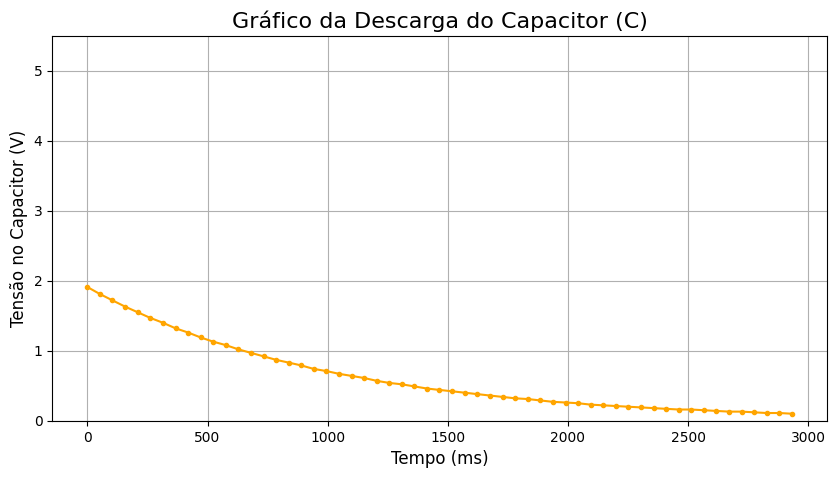 Gráfico da Descarga do Capacitor (C)
5
4
3
2
1
0
Tensão no Capacitor (V)
0 500 1000 1500 2000 2500 3000
Tempo (ms)